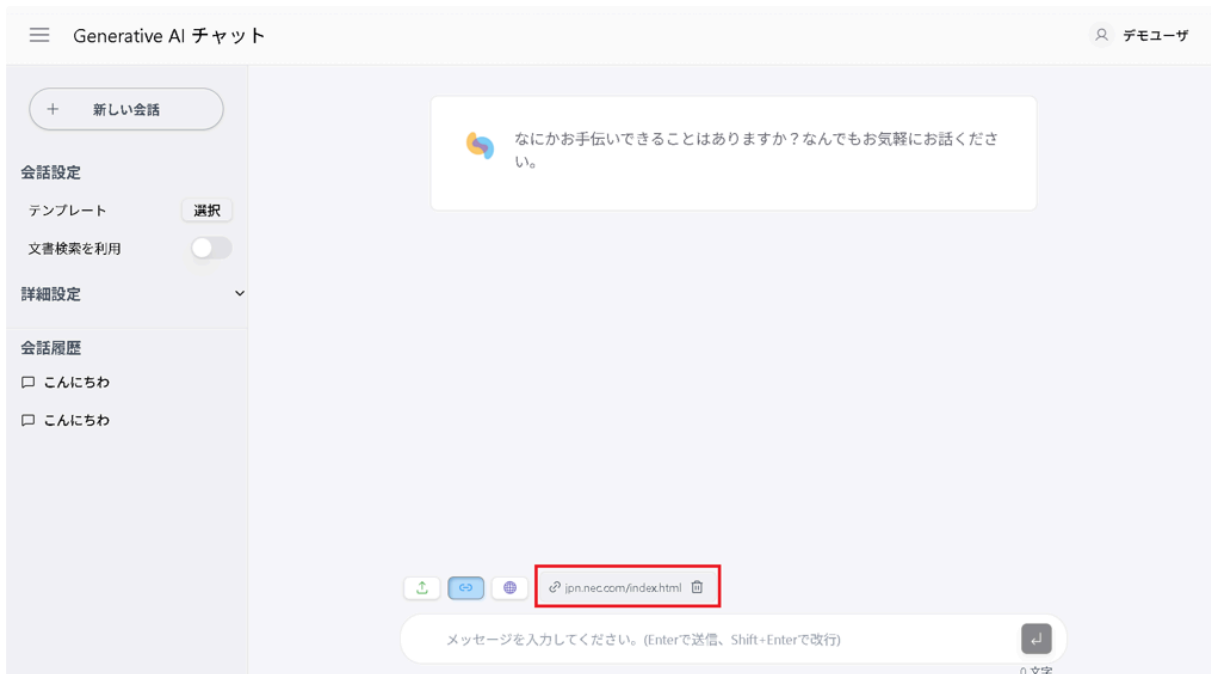 Generative AI チャット
デモユーザ
新しい会話
会話設定
テンプレート 選択
文書検索を利用
詳細設定
会話履歴
こんにちわ
こんにちわ
なにかお手伝いできることはありますか？なんでもお気軽にお話くださ
い。
jpn.nec.com/index.html
メッセージを入力してください。(Enterで送信、Shift+Enterで改行)
0 文字